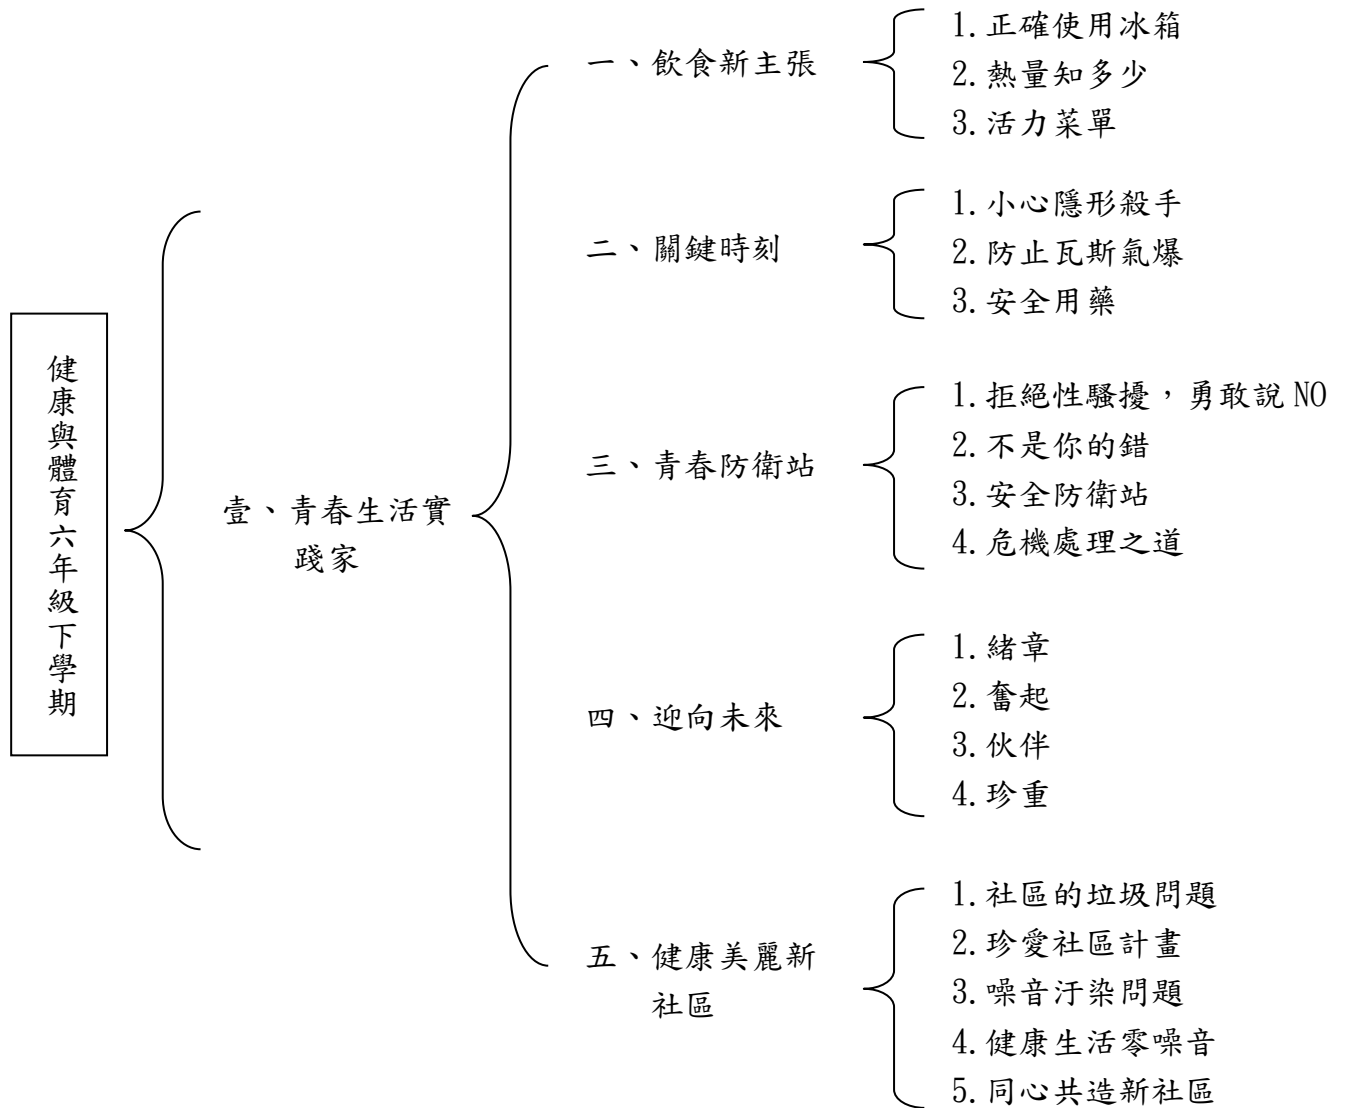 健康與體育六年級下學期
壹、青春生活實
踐家
一、飲食新主張
1.正確使用冰箱
2.熱量知多少
3.活力菜單
二、關鍵時刻
1.小心隱形殺手
2.防止瓦斯氣爆
3.安全用藥
三、青春防衛站
1.拒絕性騷擾，勇敢說 NO
2.不是你的錯
3.安全防衛站
4.危機處理之道
四、迎向未來
1.緒章
2.奮起
3.伙伴
4.珍重
五、健康美麗新
社區
1.社區的垃圾問題
2.珍愛社區計畫
3.噪音汙染問題
4.健康生活零噪音
5.同心共造新社區